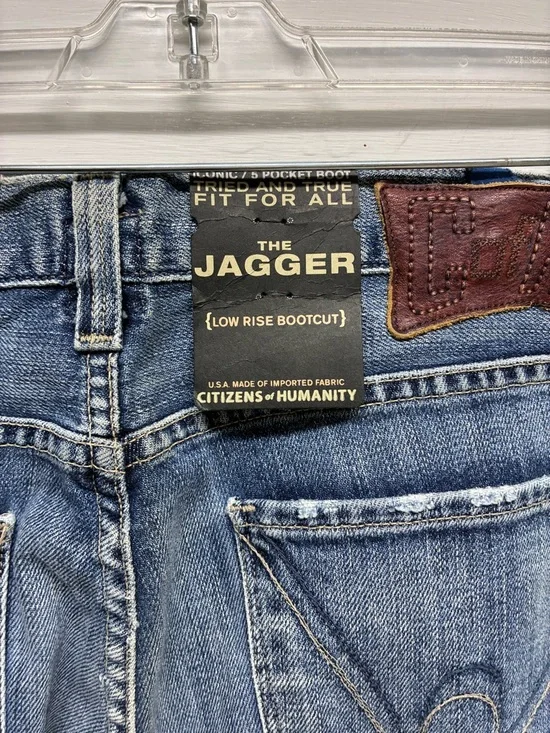 ICONIC / 5 POCKET BOOT
TRIED AND TRUE
FIT FOR ALL
THE
JAGGER
{LOW RISE BOOTCUT}
U.S.A. MADE OF IMPORTED FABRIC
CITIZENS of HUMANITY